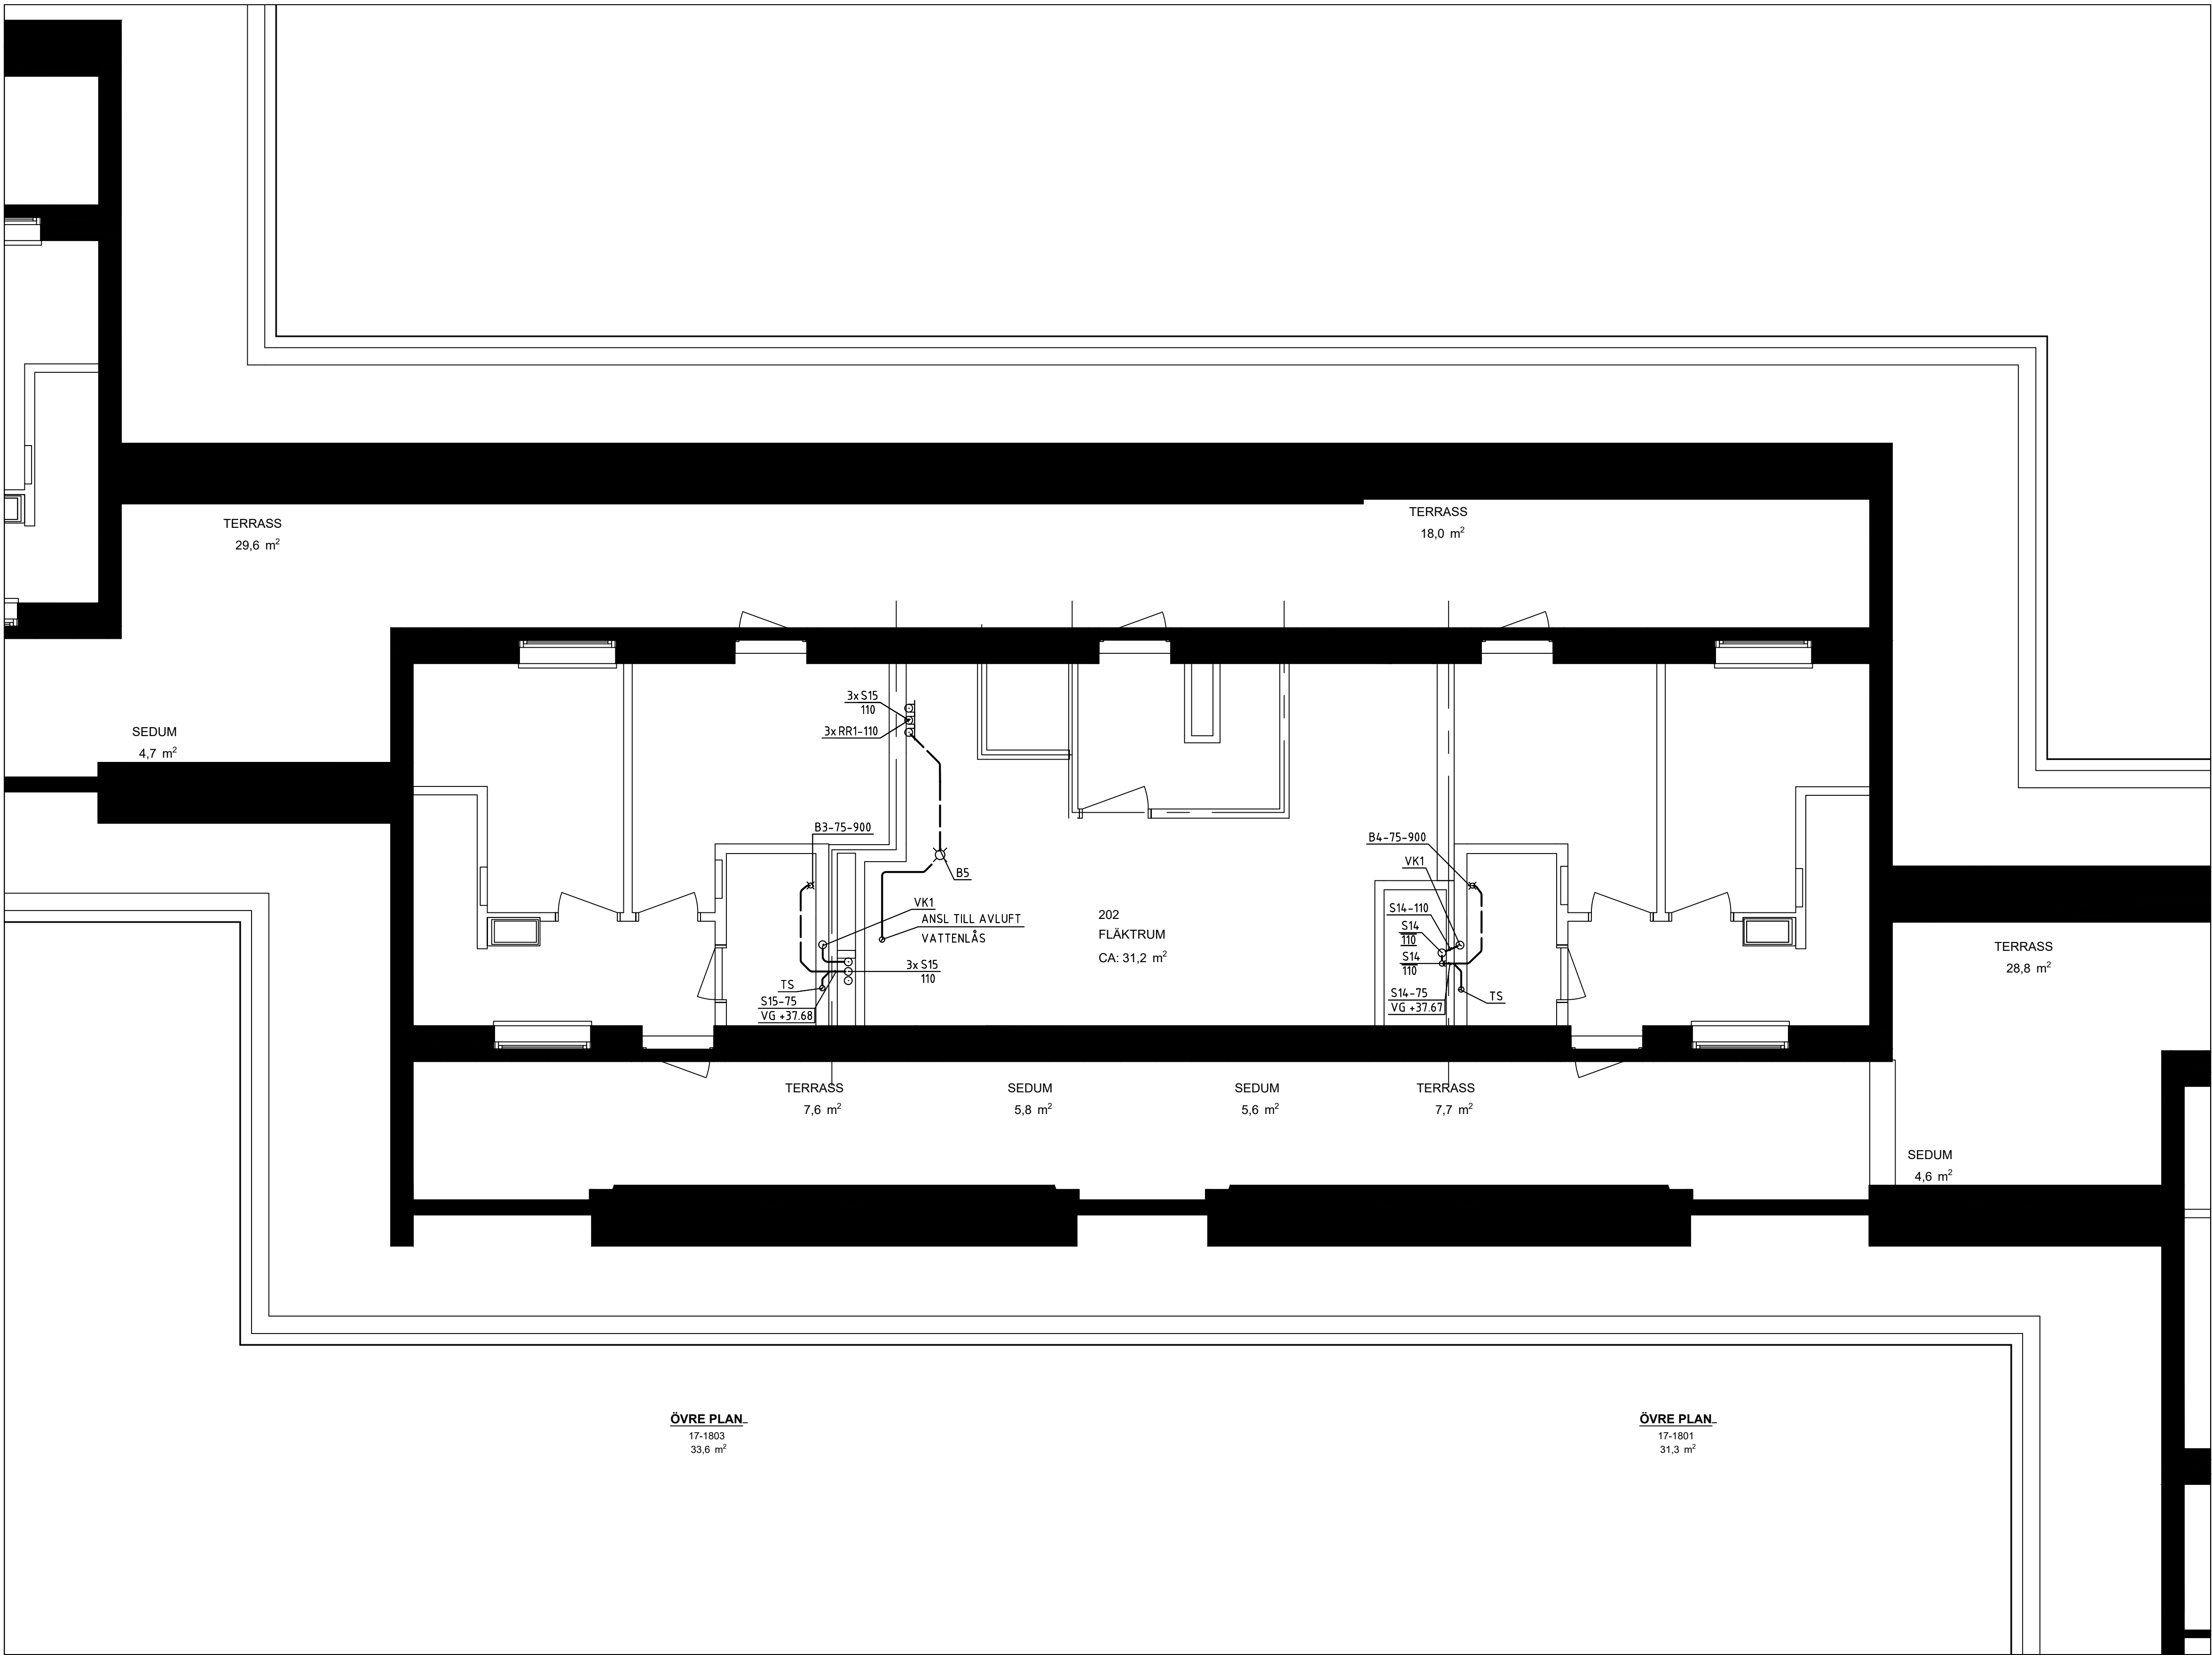 TERRASS
29,6 m²
TERRASS
18,0 m²
3x S15
110
3x RR1-110
SEDUM
4,7 m²
B3-75-900
B4-75-900
VK1
B5
VK1
ANSL TILL AVLUFT
VATTENLÅS
202
FLÄKTRUM
CA: 31,2 m²
S14-110
S14
110
S14
110
3x S15
110
TS
S15-75
VG +37.68
S14-75
VG +37.67
TS
TERRASS
28,8 m²
TERRASS
7,6 m²
SEDUM
5,8 m²
SEDUM
5,6 m²
TERRASS
7,7 m²
SEDUM
4,6 m²
ÖVRE PLAN
17-1803
33,6 m²
ÖVRE PLAN
17-1801
31,3 m²